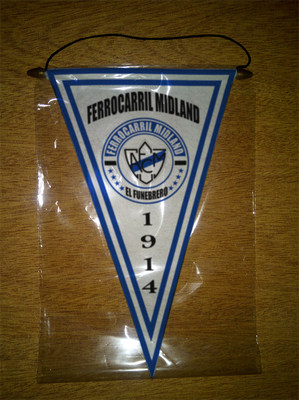 FERROCARRIL MIDLAND
FERROCARRIL MIDLAND
EL FUNEBRERO
1914